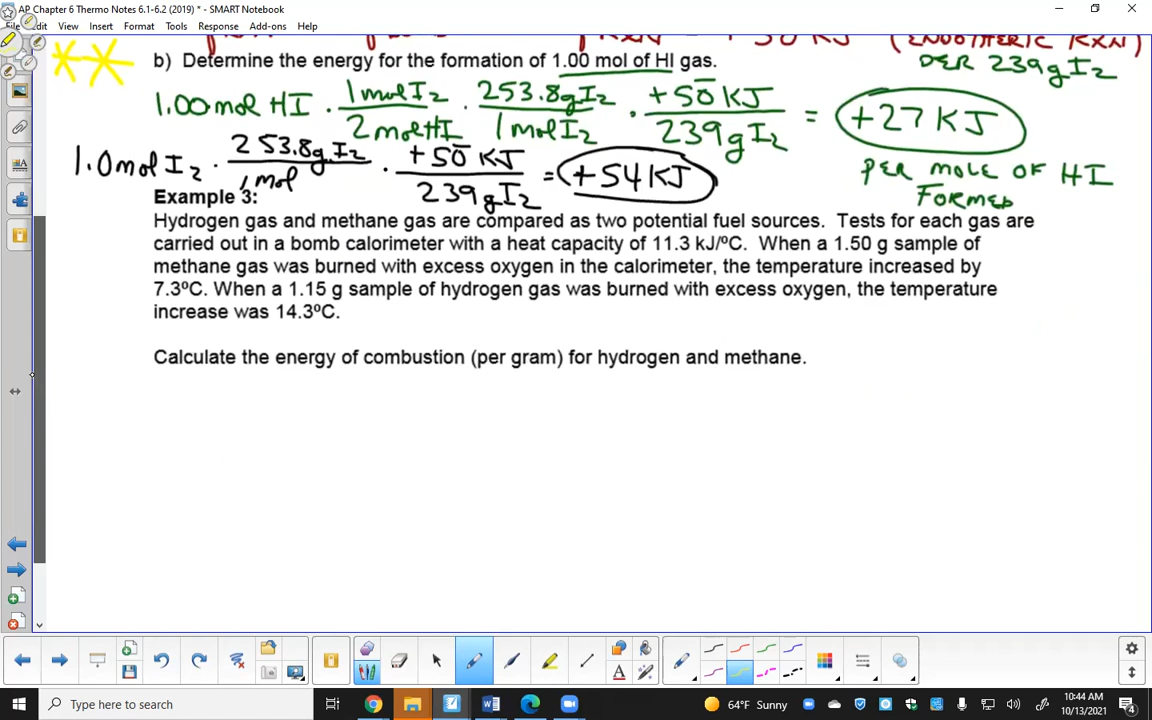 AP Chapter 6 Thermo Notes 6.1-6.2 (2019) * - SMART Notebook
Edit View Insert Format Tools Response Add-ons Help
(ENDOTHERIC RXN)
b) Determine the energy for the formation of 1.00 mol of HI gas.
PER 239g I2
1.00 mol HI · 1 mol I2 / 2 mol HI · 253.8g I2 / 1 mol I2 · +50 KJ / 239g I2 = +27 KJ
1.0 mol I2 · 253.8g I2 / 1 mol · +50 KJ / 239g I2 = +54 KJ
PER MOLE OF HI
FORMED
Example 3:
Hydrogen gas and methane gas are compared as two potential fuel sources. Tests for each gas are
carried out in a bomb calorimeter with a heat capacity of 11.3 kJ/ºC. When a 1.50 g sample of
methane gas was burned with excess oxygen in the calorimeter, the temperature increased by
7.3ºC. When a 1.15 g sample of hydrogen gas was burned with excess oxygen, the temperature
increase was 14.3ºC.
Calculate the energy of combustion (per gram) for hydrogen and methane.
Type here to search
64°F Sunny
10:44 AM
10/13/2021
4